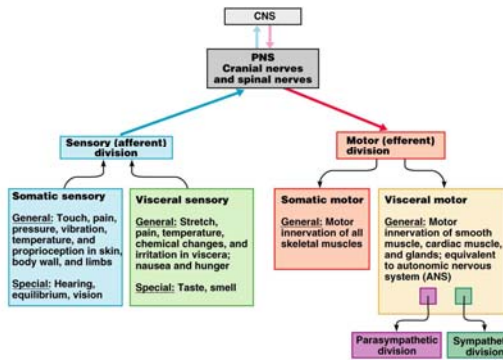 CNS
PNS
Cranial nerves
and spinal nerves
Sensory (afferent)
division
Motor (efferent)
division
Somatic sensory
General: Touch, pain,
pressure, vibration,
temperature, and
proprioception in skin,
body wall, and limbs
Special: Hearing,
equilibrium, vision
Visceral sensory
General: Stretch,
pain, temperature,
chemical changes, and
irritation in viscera;
nausea and hunger
Special: Taste, smell
Somatic motor
General: Motor
innervation of all
skeletal muscles
Visceral motor
General: Motor
innervation of smooth
muscle, cardiac muscle,
and glands; equivalent
to autonomic nervous
system (ANS)
Parasympathetic
division
Sympathe
division